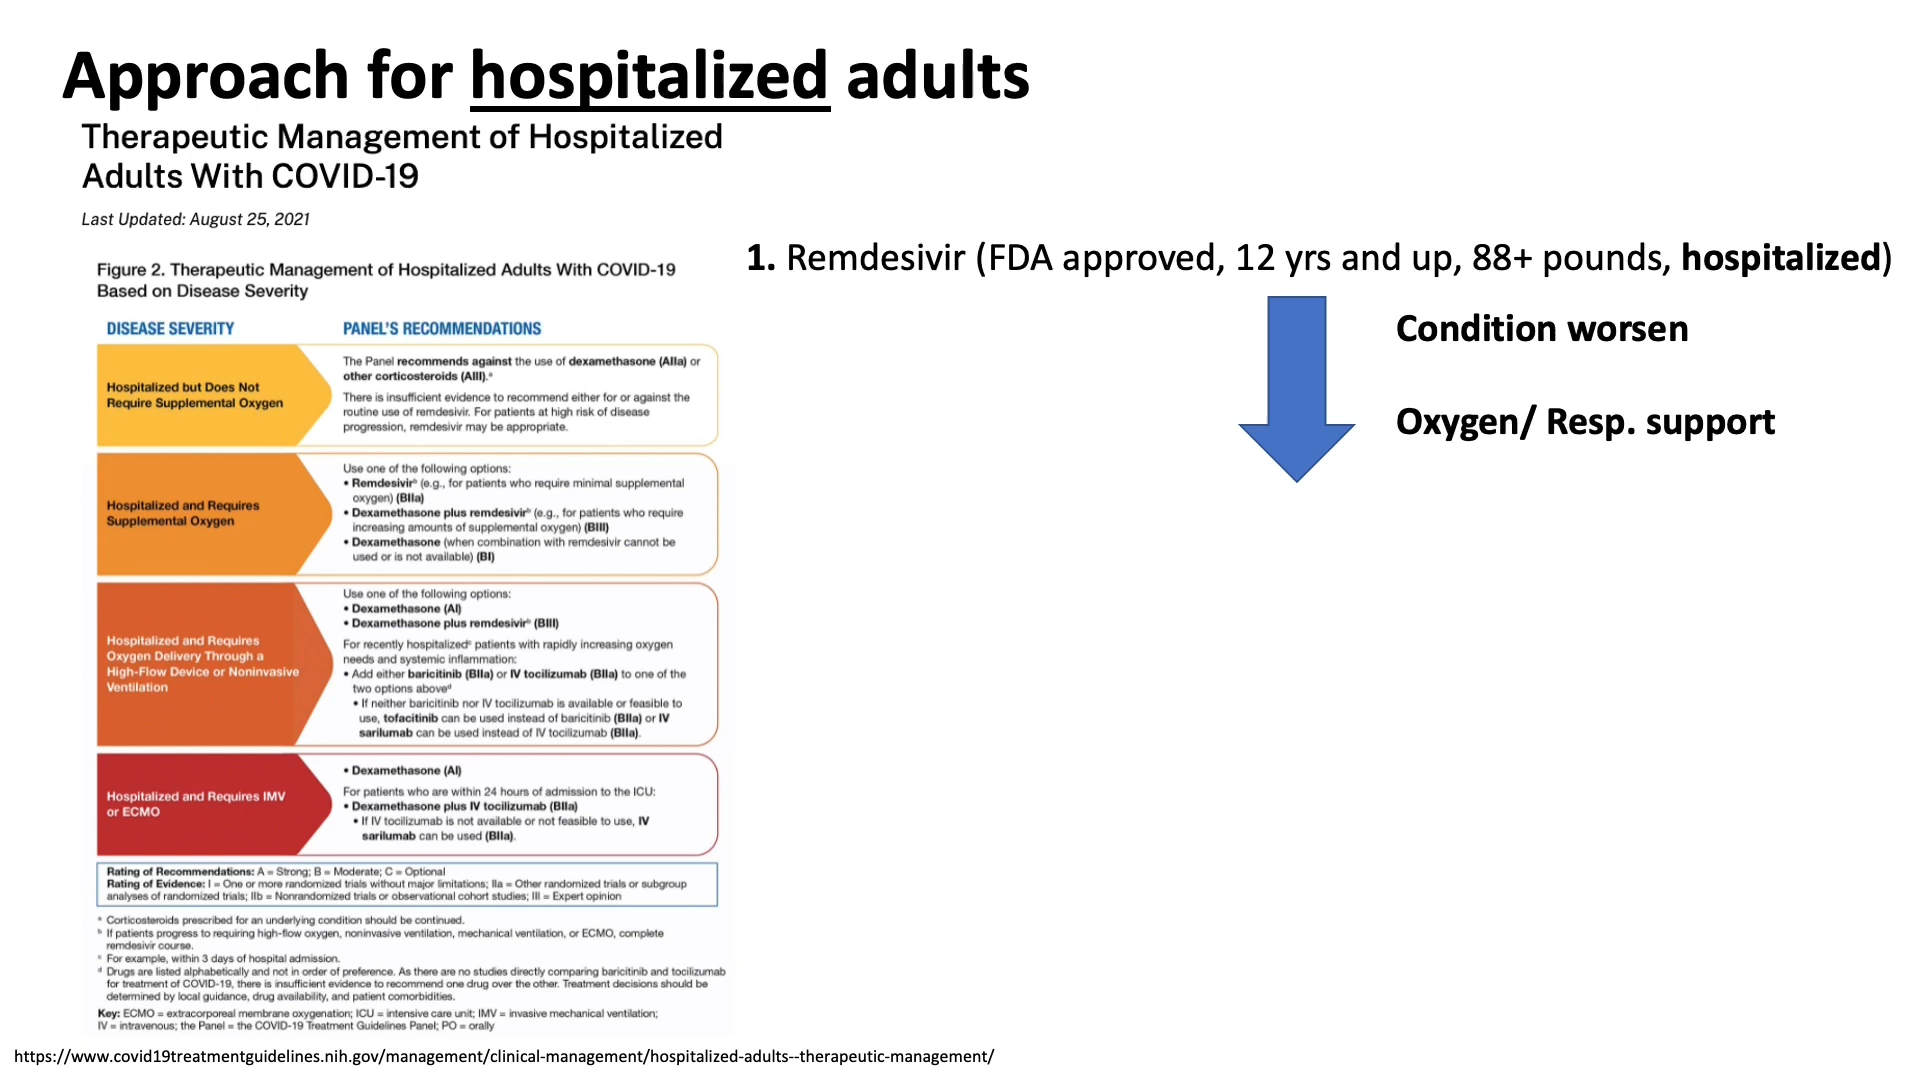 Approach for hospitalized adults
Therapeutic Management of Hospitalized
Adults With COVID-19
Last Updated: August 25, 2021
Figure 2. Therapeutic Management of Hospitalized Adults With COVID-19
Based on Disease Severity
DISEASE SEVERITY
PANEL'S RECOMMENDATIONS
Hospitalized but Does Not
Require Supplemental Oxygen
The Panel recommends against the use of dexamethasone (AIIa) or
other corticosteroids (AIII).ᵃ
There is insufficient evidence to recommend either for or against the
routine use of remdesivir. For patients at high risk of disease
progression, remdesivir may be appropriate.
Hospitalized and Requires
Supplemental Oxygen
Use one of the following options:
• Remdesivirᵇ (e.g., for patients who require minimal supplemental
oxygen) (BIIa)
• Dexamethasone plus remdesivirᵇ (e.g., for patients who require
increasing amounts of supplemental oxygen) (BIII)
• Dexamethasone (when combination with remdesivir cannot be
used or is not available) (BI)
Hospitalized and Requires
Oxygen Delivery Through a
High-Flow Device or Noninvasive
Ventilation
Use one of the following options:
• Dexamethasone (AI)
• Dexamethasone plus remdesivirᵇ (BIII)
For recently hospitalizedᶜ patients with rapidly increasing oxygen
needs and systemic inflammation:
• Add either baricitinib (BIIa) or IV tocilizumab (BIIa) to one of the
two options aboveᵈ
• If neither baricitinib nor IV tocilizumab is available or feasible to
use, tofacitinib can be used instead of baricitinib (BIIa) or IV
sarilumab can be used instead of IV tocilizumab (BIIa).
Hospitalized and Requires IMV
or ECMO
• Dexamethasone (AI)
For patients who are within 24 hours of admission to the ICU:
• Dexamethasone plus IV tocilizumab (BIIa)
• If IV tocilizumab is not available or not feasible to use, IV
sarilumab can be used (BIIa).
Rating of Recommendations: A = Strong; B = Moderate; C = Optional
Rating of Evidence: I = One or more randomized trials without major limitations; IIa = Other randomized trials or subgroup
analyses of randomized trials; IIb = Nonrandomized trials or observational cohort studies; III = Expert opinion
ᵃ Corticosteroids prescribed for an underlying condition should be continued.
ᵇ If patients progress to requiring high-flow oxygen, noninvasive ventilation, mechanical ventilation, or ECMO, complete
remdesivir course.
ᶜ For example, within 3 days of hospital admission.
ᵈ Drugs are listed alphabetically and not in order of preference. As there are no studies directly comparing baricitinib and tocilizumab
for treatment of COVID-19, there is insufficient evidence to recommend one drug over the other. Treatment decisions should be
determined by local guidance, drug availability, and patient comorbidities.
Key: ECMO = extracorporeal membrane oxygenation; ICU = intensive care unit; IMV = invasive mechanical ventilation;
IV = intravenous; the Panel = the COVID-19 Treatment Guidelines Panel; PO = orally
1. Remdesivir (FDA approved, 12 yrs and up, 88+ pounds, hospitalized)
Condition worsen
Oxygen/ Resp. support
https://www.covid19treatmentguidelines.nih.gov/management/clinical-management/hospitalized-adults--therapeutic-management/